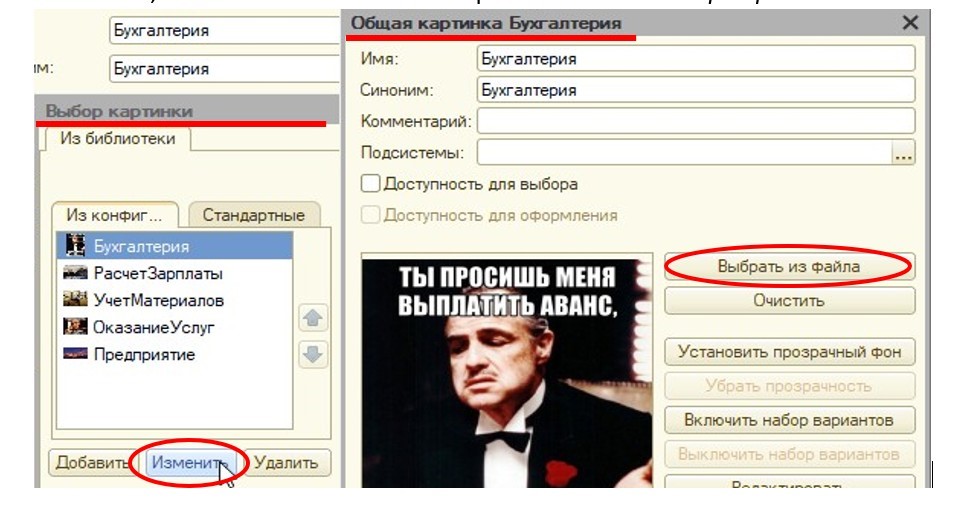 Бухгалтерия
им:
Бухгалтерия
Выбор картинки
Из библиотеки
Из конфиг...
Стандартные
Бухгалтерия
РасчетЗарплаты
УчетМатериалов
ОказаниеУслуг
Предприятие
Добавить
Изменить
Удалить
Общая картинка Бухгалтерия
Имя:
Бухгалтерия
Синоним:
Бухгалтерия
Комментарий:
Подсистемы:
...
Доступность для выбора
Доступность для оформления
ТЫ ПРОСИШЬ МЕНЯ
ВЫПЛАТИТЬ АВАНС,
Выбрать из файла
Очистить
Установить прозрачный фон
Убрать прозрачность
Включить набор вариантов
Выключить набор вариантов
Редактировать